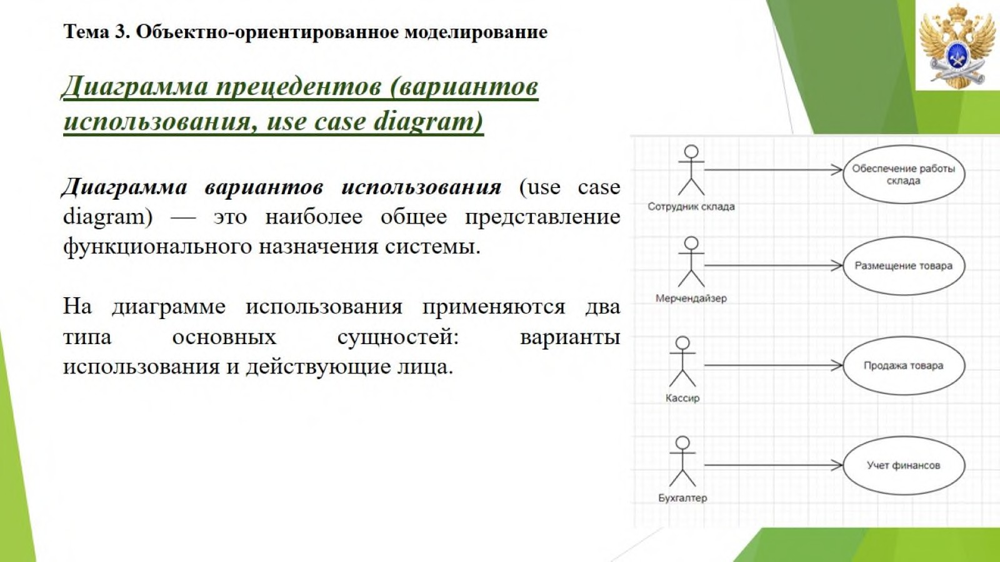 Тема 3. Объектно-ориентированное моделирование
Диаграмма прецедентов (вариантов
использования, use case diagram)
Диаграмма вариантов использования (use case
diagram) — это наиболее общее представление
функционального назначения системы.
На диаграмме использования применяются два
типа основных сущностей: варианты
использования и действующие лица.
Обеспечение работы
склада
Сотрудник склада
Размещение товара
Мерчендайзер
Продажа товара
Кассир
Учет финансов
Бухгалтер